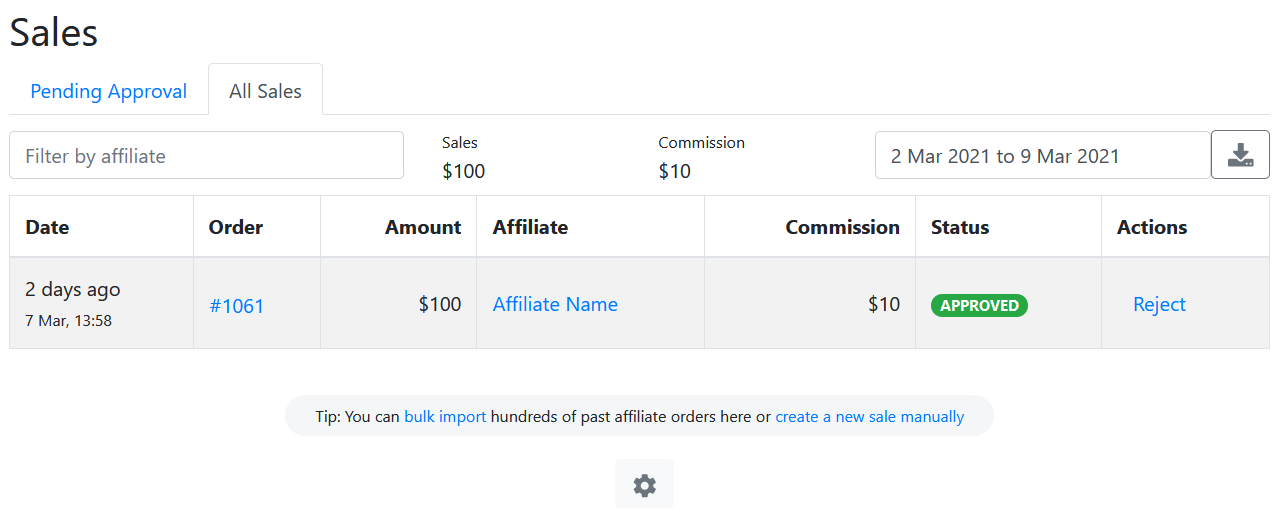 Sales
Pending Approval All Sales
Filter by affiliate
Sales
$100
Commission
$10
2 Mar 2021 to 9 Mar 2021
Date Order Amount Affiliate Commission Status Actions
2 days ago
7 Mar, 13:58
#1061 $100 Affiliate Name $10 APPROVED Reject
Tip: You can bulk import hundreds of past affiliate orders here or create a new sale manually